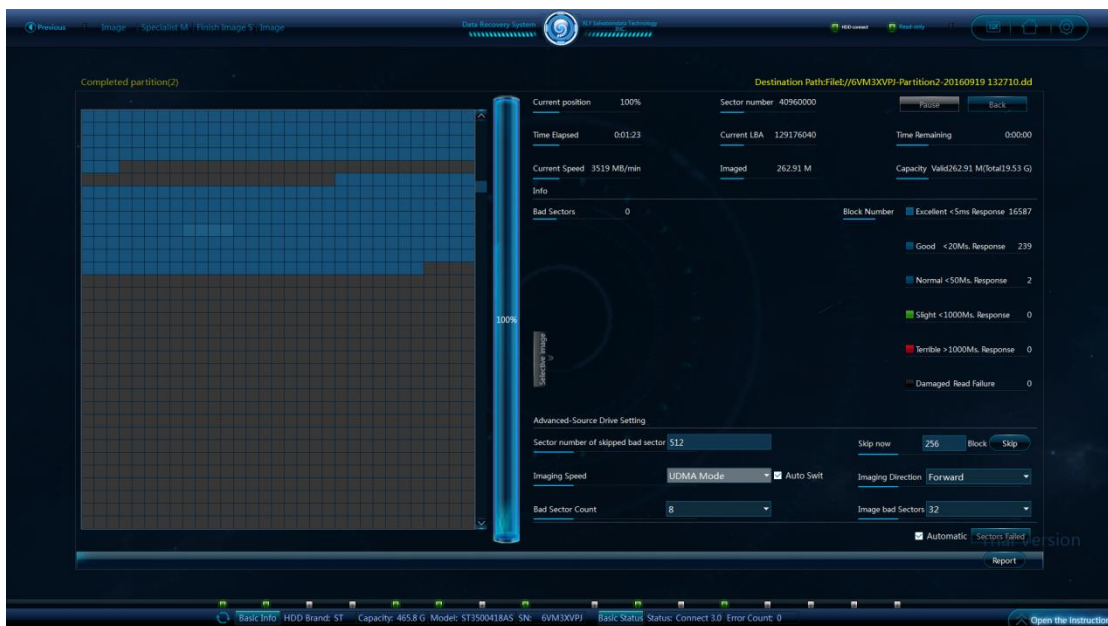 Previous Image Specialist M Finish Image S Image Data Recovery System XLY Salvationdata Technology INC. HDD connect Read-only
Completed partition(2) Destination Path:File[://6VM3XVPJ-Partition2-20160919 132710.dd
Current position 100% Sector number 40960000 Pause Back
Time Elapsed 0:01:23 Current LBA 129176040 Time Remaining 0:00:00
Current Speed 3519 MB/min Imaged 262.91 M Capacity Valid262.91 M(Total19.53 G)
Info
Bad Sectors 0 Block Number Excellent <5ms Response 16587
Good <20Ms. Response 239
Normal <50Ms. Response 2
100% Slight <1000Ms. Response 0
Selective Image
Terrible >1000Ms. Response 0
Damaged Read Failure 0
Advanced-Source Drive Setting
Sector number of skipped bad sector 512 Skip now 256 Block Skip
Imaging Speed UDMA Mode Auto Swit Imaging Direction Forward
Bad Sector Count 8 Image bad Sectors 32
Automatic Sectors Failed
Trial Version
Report
Basic Info HDD Brand: ST Capacity: 465.8 G Model: ST3500418AS SN: 6VM3XVPJ Basic Status Status: Connect 3.0 Error Count: 0 Open the instruction